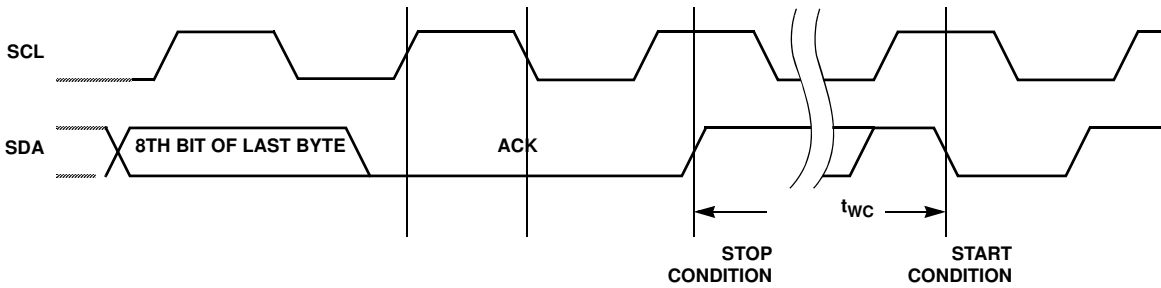 SCL
SDA
8TH BIT OF LAST BYTE
ACK
tWC
STOP
CONDITION
START
CONDITION